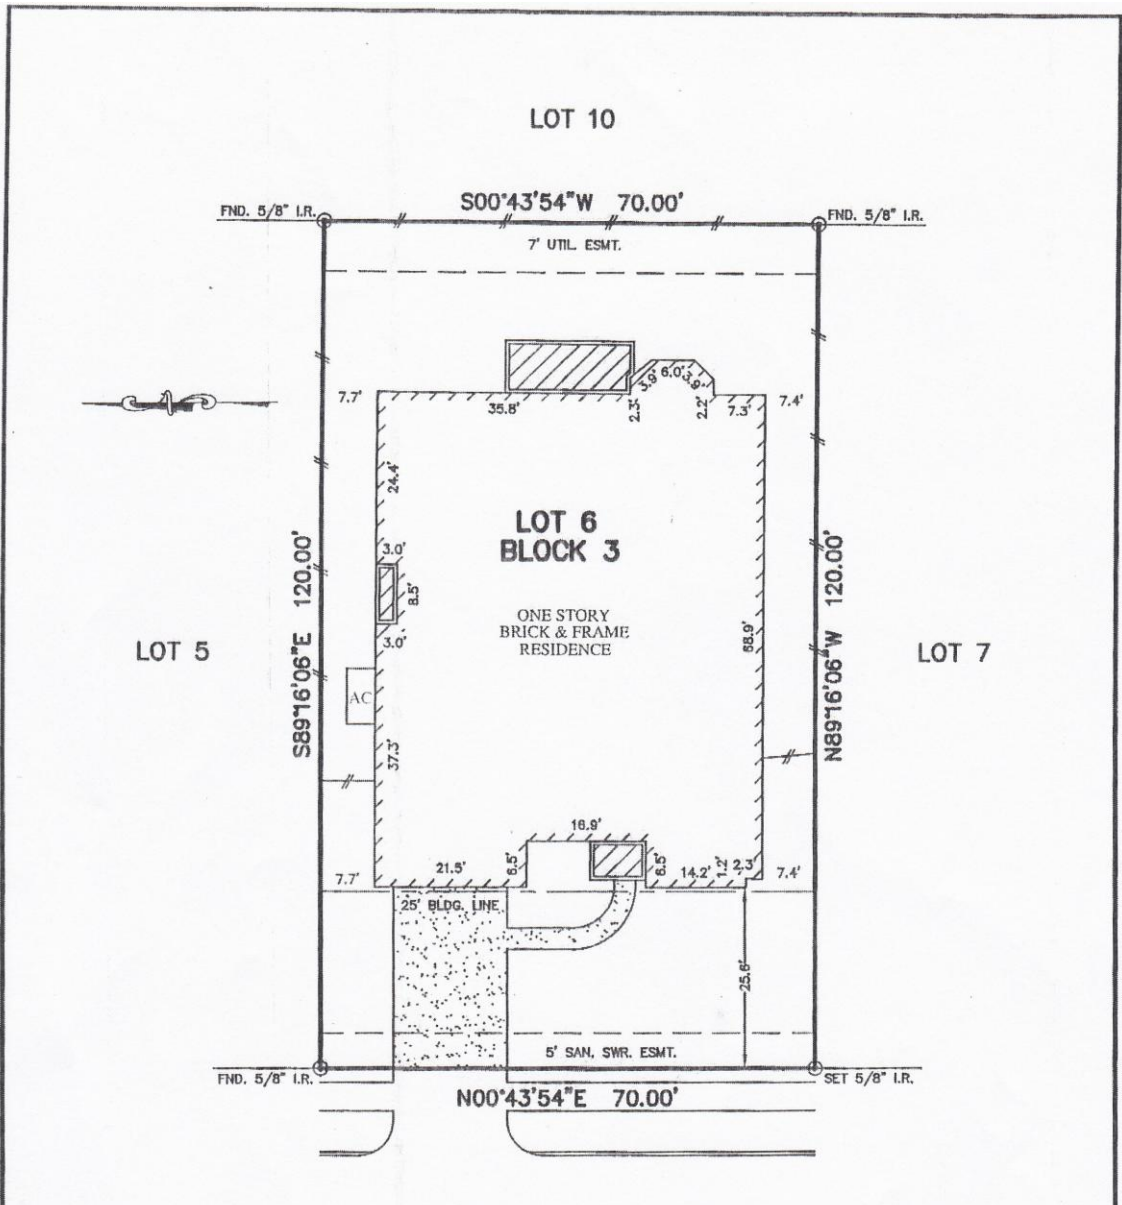 LOT 10
S00°43'54"W 70.00'
FND. 5/8" I.R.
FND. 5/8" I.R.
7' UTIL. ESMT.
3.9'
6.0'
3.9'
7.7'
35.8'
2.3'
2.2'
7.3'
7.4'
24.4'
LOT 6
BLOCK 3
3.0'
8.5'
S89°16'06"E 120.00'
N89°16'06"W 120.00'
ONE STORY
BRICK & FRAME
RESIDENCE
68.9'
3.0'
LOT 5
LOT 7
AC
37.3'
16.9'
7.7'
21.5'
6.5'
6.5'
14.2'
1.2'
2.3'
7.4'
25' BLDG. LINE
25.6'
5' SAN. SWR. ESMT.
FND. 5/8" I.R.
SET 5/8" I.R.
N00°43'54"E 70.00'